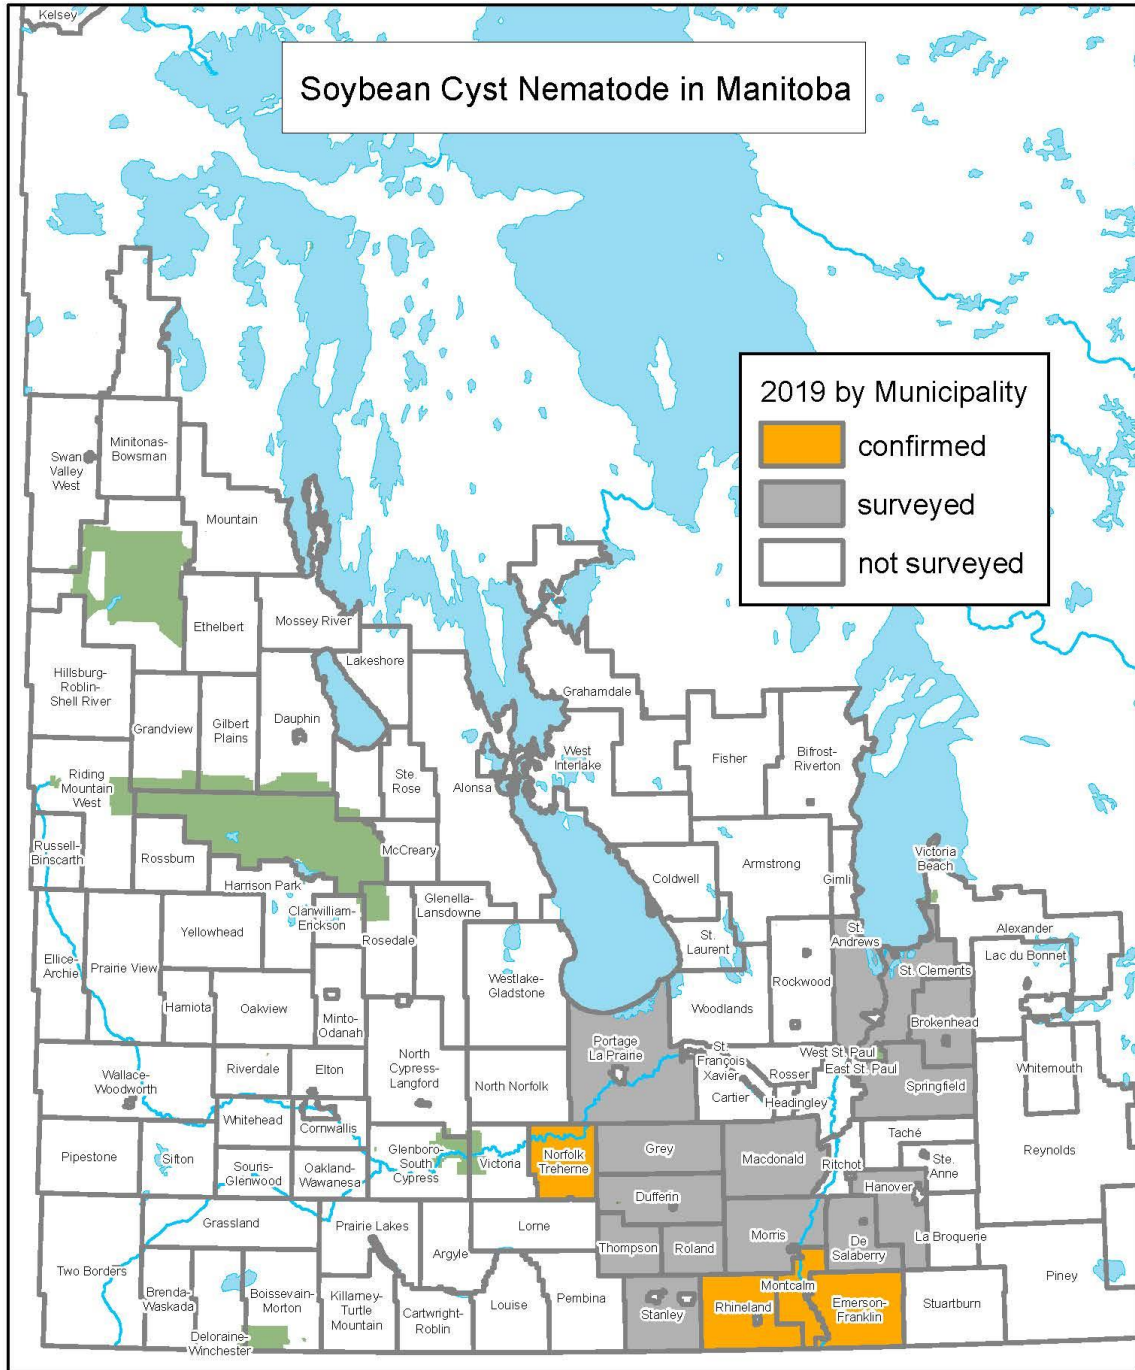 Kelsey
Soybean Cyst Nematode in Manitoba
2019 by Municipality
confirmed
surveyed
not surveyed
Swan
Valley
West
Minitonas-
Bowsman
Mountain
Ethelbert
Mossey River
Lakeshore
Hillsburg-
Roblin-
Shell River
Grandview
Gilbert
Plains
Dauphin
Grahamdale
Riding
Mountain
West
Ste.
Rose
Alonsa
West
Interlake
Fisher
Bifrost-
Riverton
Russell-
Binscarth
Rossburn
McCreary
Harrison Park
Clanwilliam-
Erickson
Rosedale
Glenella-
Lansdowne
Coldwell
Armstrong
Gimli
Victoria
Beach
Ellice-
Archie
Prairie View
Yellowhead
Hamiota
Oakview
Minto-
Odanah
Westlake-
Gladstone
St.
Laurent
Woodlands
Rockwood
St.
Andrews
St. Clements
Alexander
Lac du Bonnet
Brokenhead
Wallace-
Woodworth
Riverdale
Elton
North
Cypress-
Langford
North Norfolk
Portage
La Prairie
St.
François
Xavier
Cartier
Rosser
Headingley
West St. Paul
East St. Paul
Springfield
Whitemouth
Whitehead
Cornwallis
Pipestone
Sifton
Souris-
Glenwood
Oakland-
Wawanesa
Glenboro-
South
Cypress
Victoria
Norfolk
Treherne
Grey
Macdonald
Ritchot
Taché
Ste.
Anne
Reynolds
Hanover
Dufferin
Grassland
Prairie Lakes
Argyle
Lorne
Thompson
Roland
Morris
De
Salaberry
La Broquerie
Two Borders
Brenda-
Waskada
Boissevain-
Morton
Deloraine-
Winchester
Killarney-
Turtle
Mountain
Cartwright-
Roblin
Louise
Pembina
Stanley
Rhineland
Montcalm
Emerson-
Franklin
Stuartburn
Piney